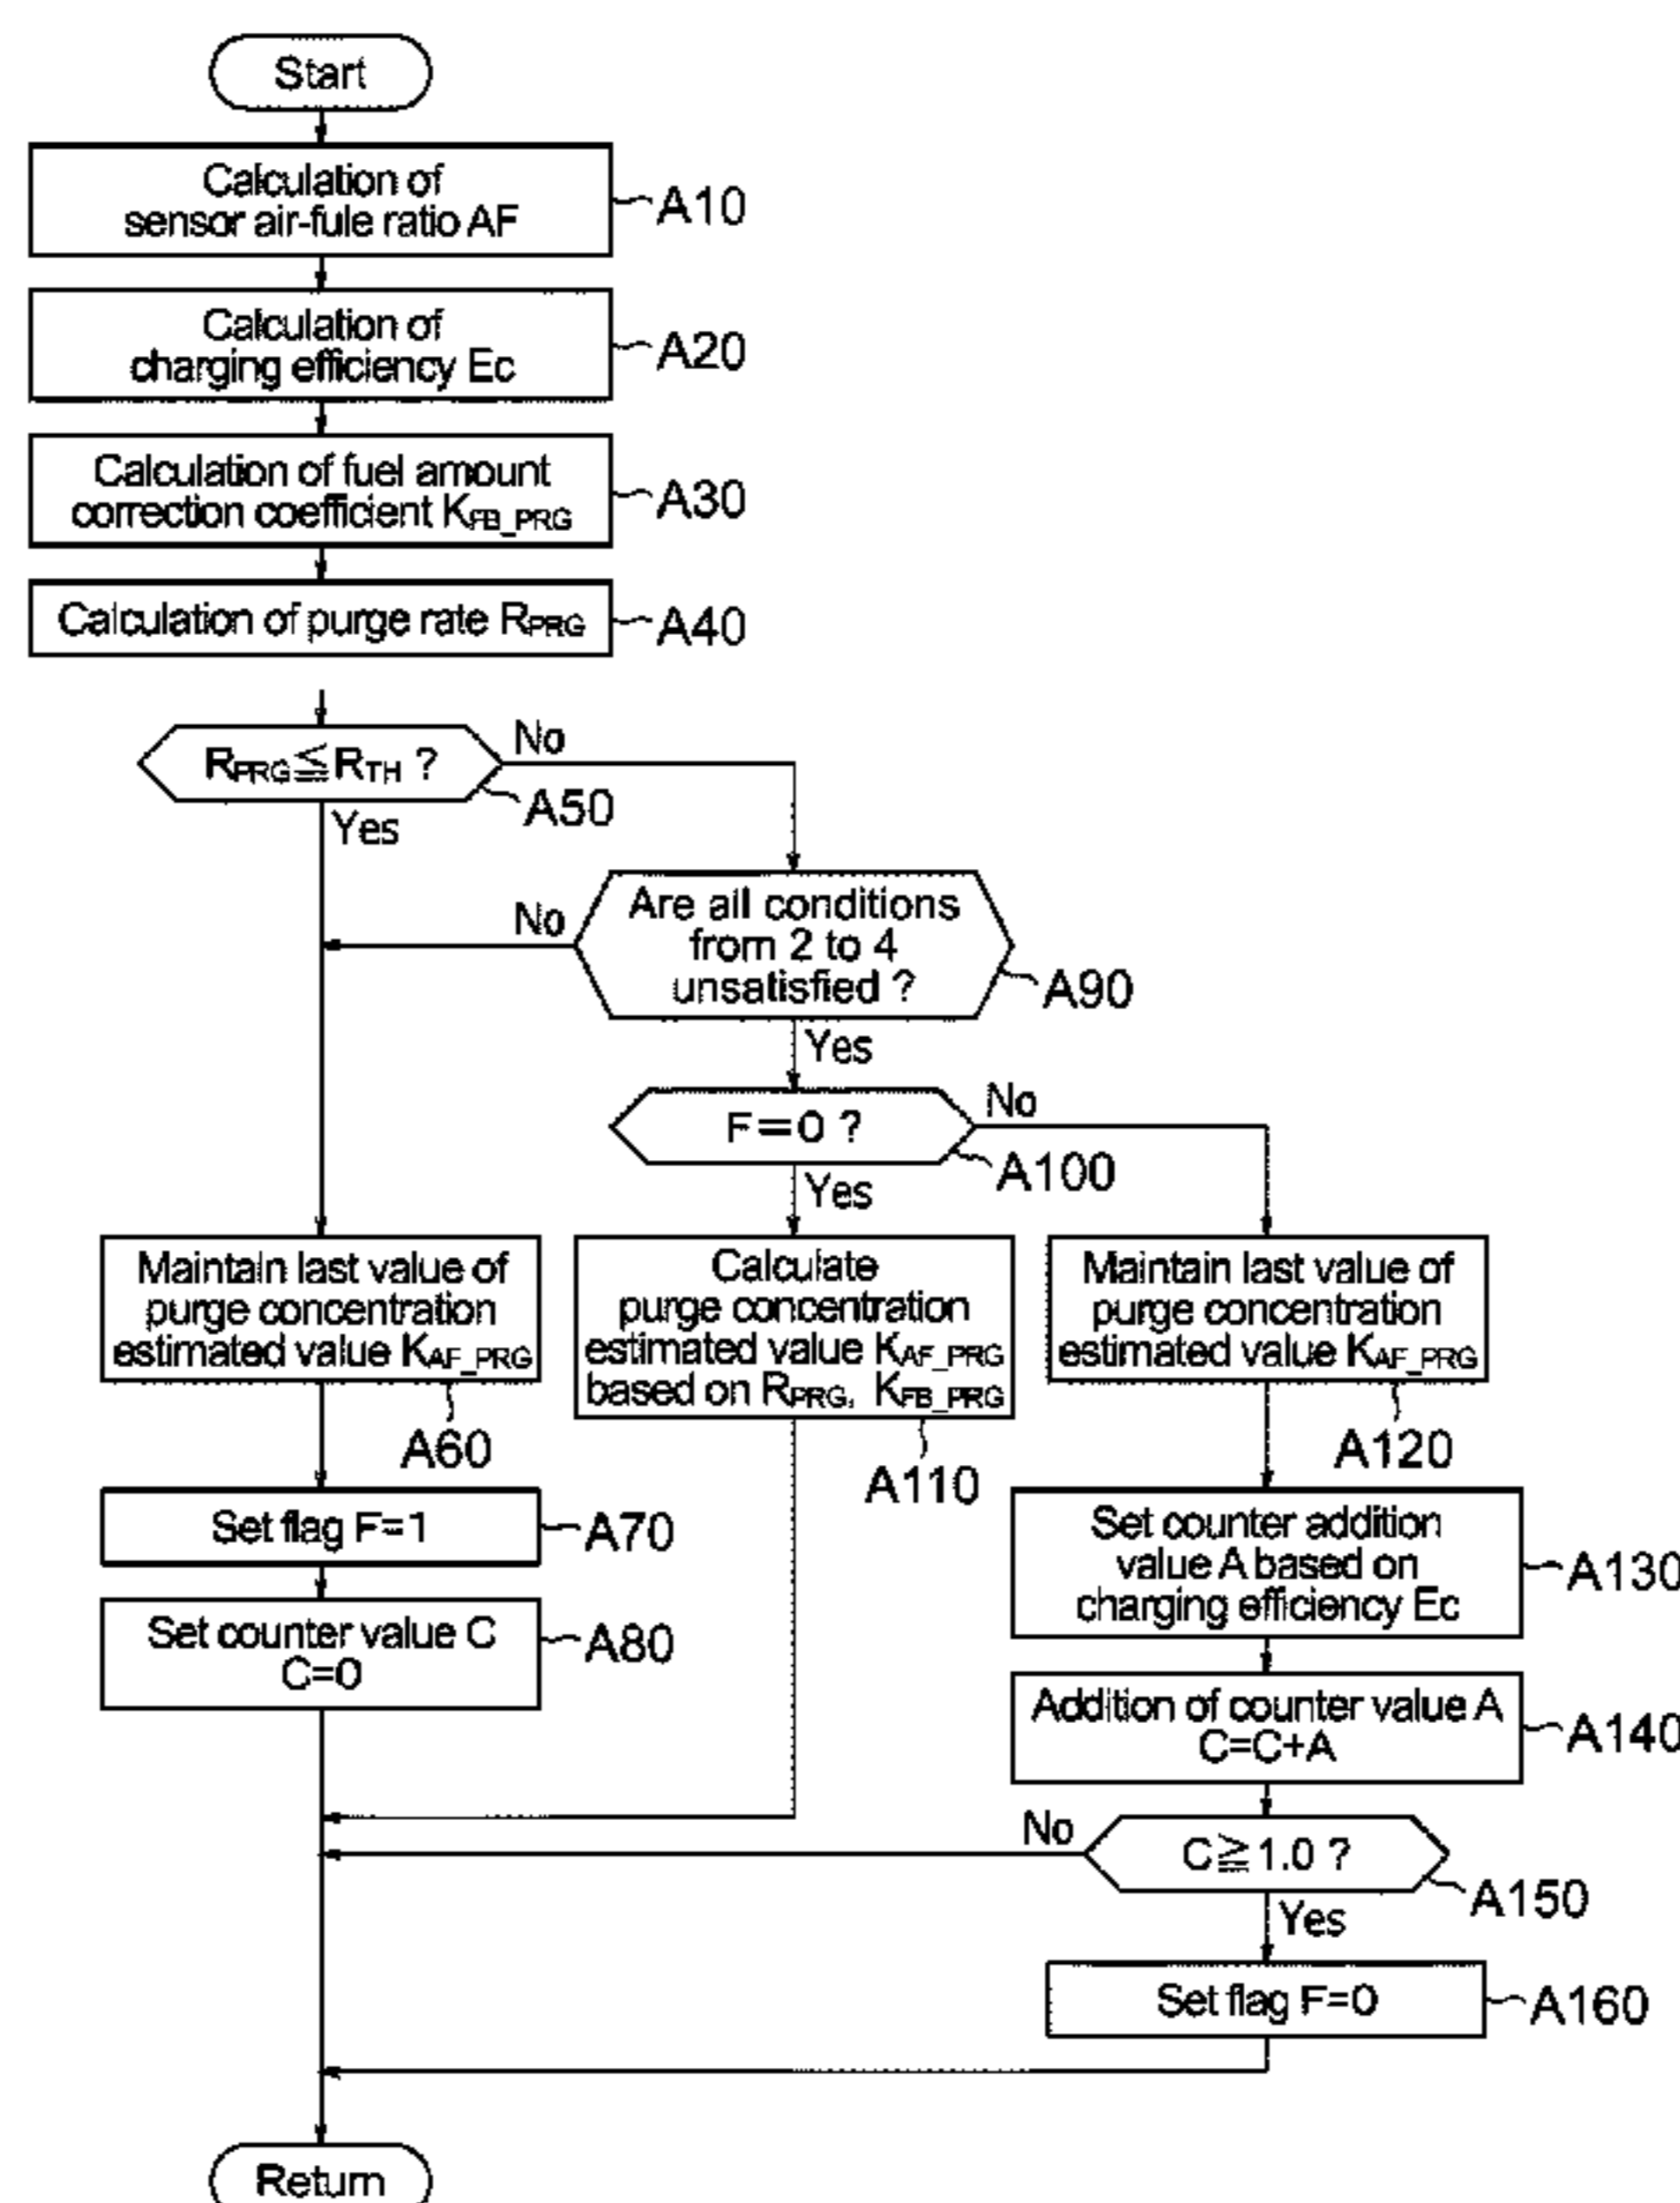 Start
Calculation of
sensor air-fule ratio AF
A10
Calculation of
charging efficiency Ec
A20
Calculation of fuel amount
correction coefficient KFB_PRG
A30
Calculation of purge rate RPRG
A40
RPRG≦RTH ?
No
A50
Yes
Are all conditions
from 2 to 4
unsatisfied ?
No
A90
Yes
F=0 ?
No
A100
Yes
Maintain last value of
purge concentration
estimated value KAF_PRG
A60
Calculate
purge concentration
estimated value KAF_PRG
based on RPRG, KFB_PRG
A110
Maintain last value of
purge concentration
estimated value KAF_PRG
A120
Set flag F=1
A70
Set counter value C
C=0
A80
Set counter addition
value A based on
charging efficiency Ec
A130
Addition of counter value A
C=C+A
A140
No
C≧1.0 ?
A150
Yes
Set flag F=0
A160
Return